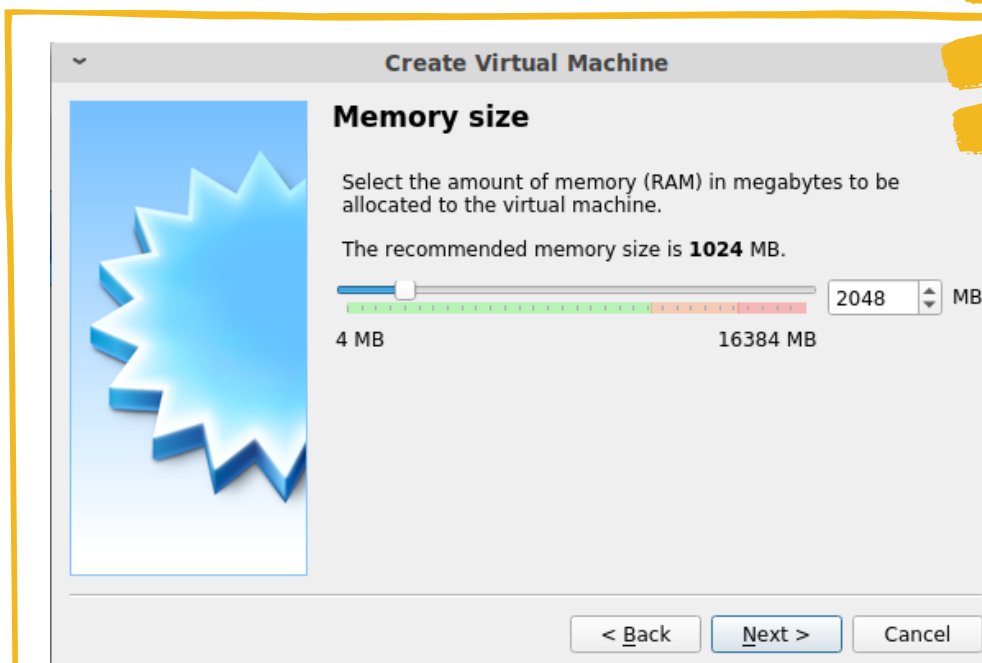 Create Virtual Machine
Memory size
Select the amount of memory (RAM) in megabytes to be
allocated to the virtual machine.
The recommended memory size is 1024 MB.
2048 MB
4 MB 16384 MB
< Back Next > Cancel